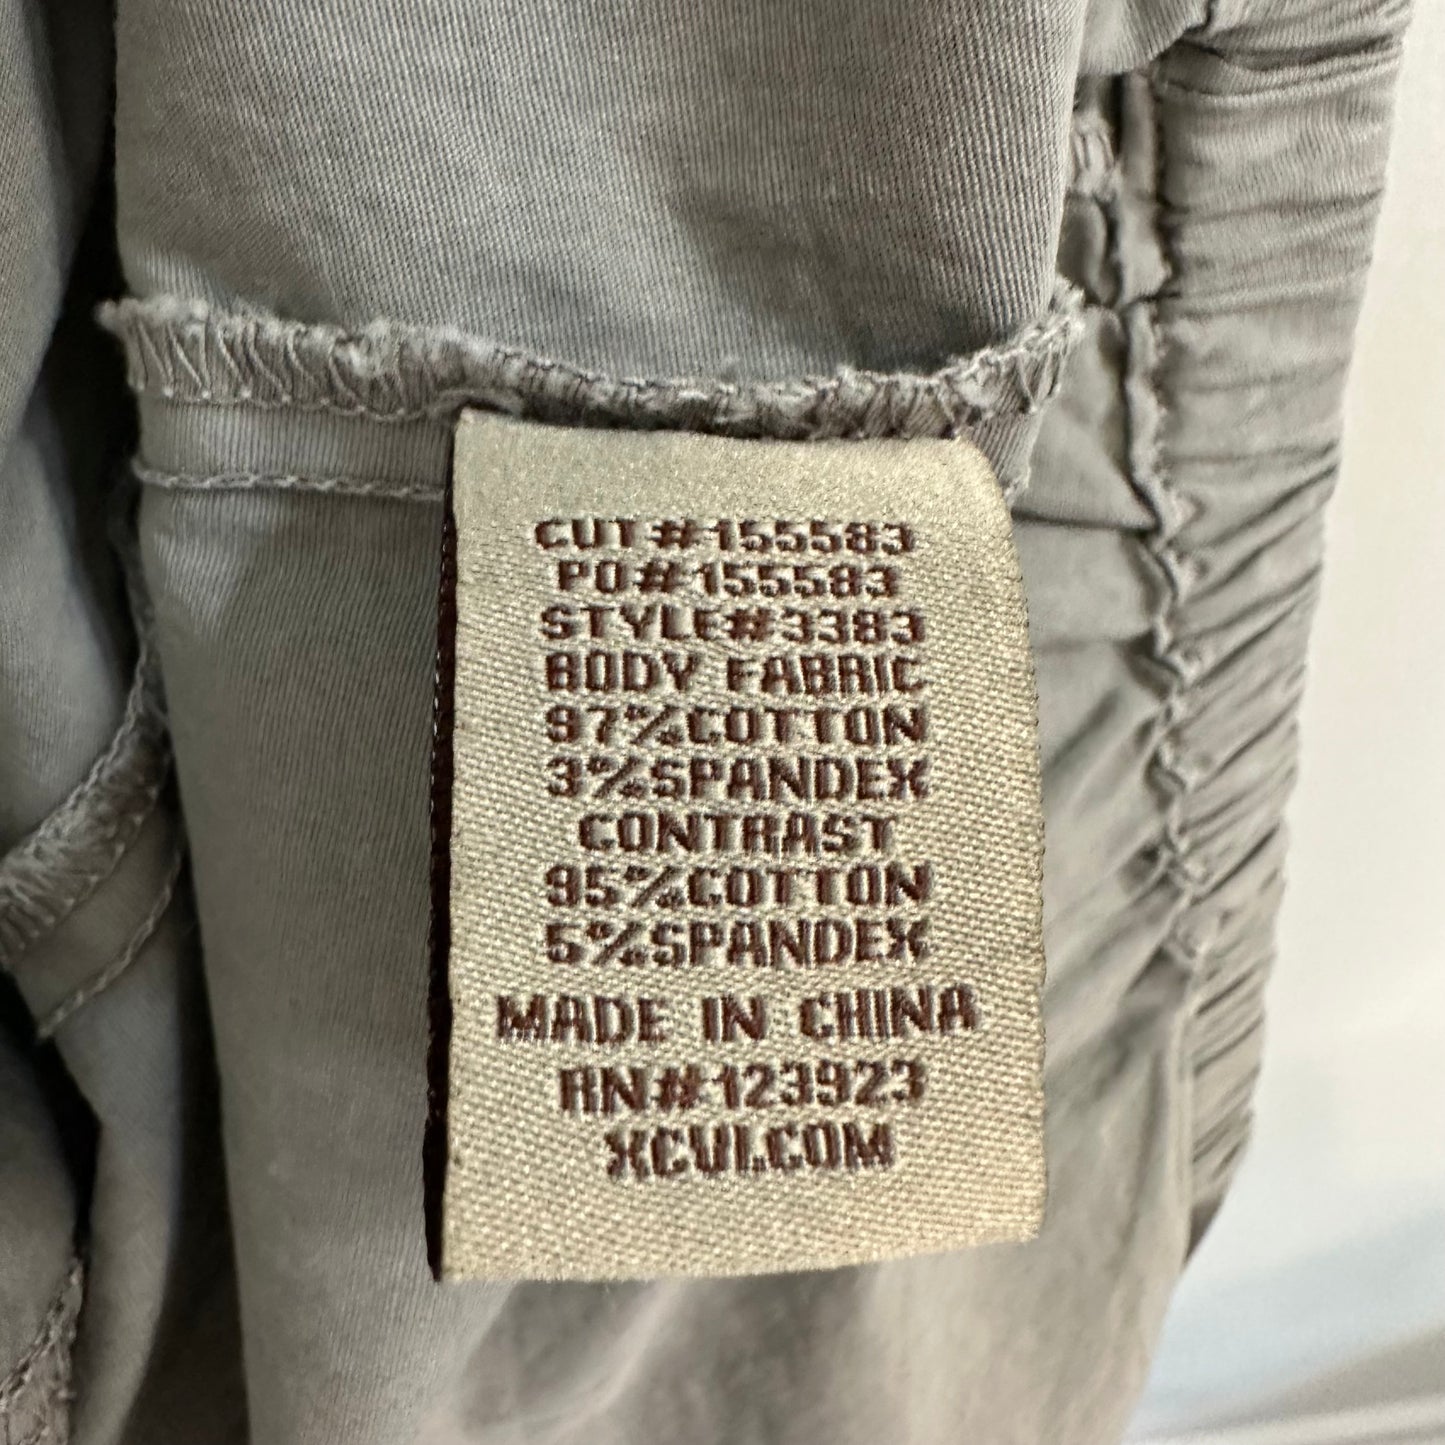 CUT#155583
PO#155583
STYLE#3383
BODY FABRIC
97%COTTON
3%SPANDEX
CONTRAST
95%COTTON
5%SPANDEX
MADE IN CHINA
RN#123923
XCVI.COM